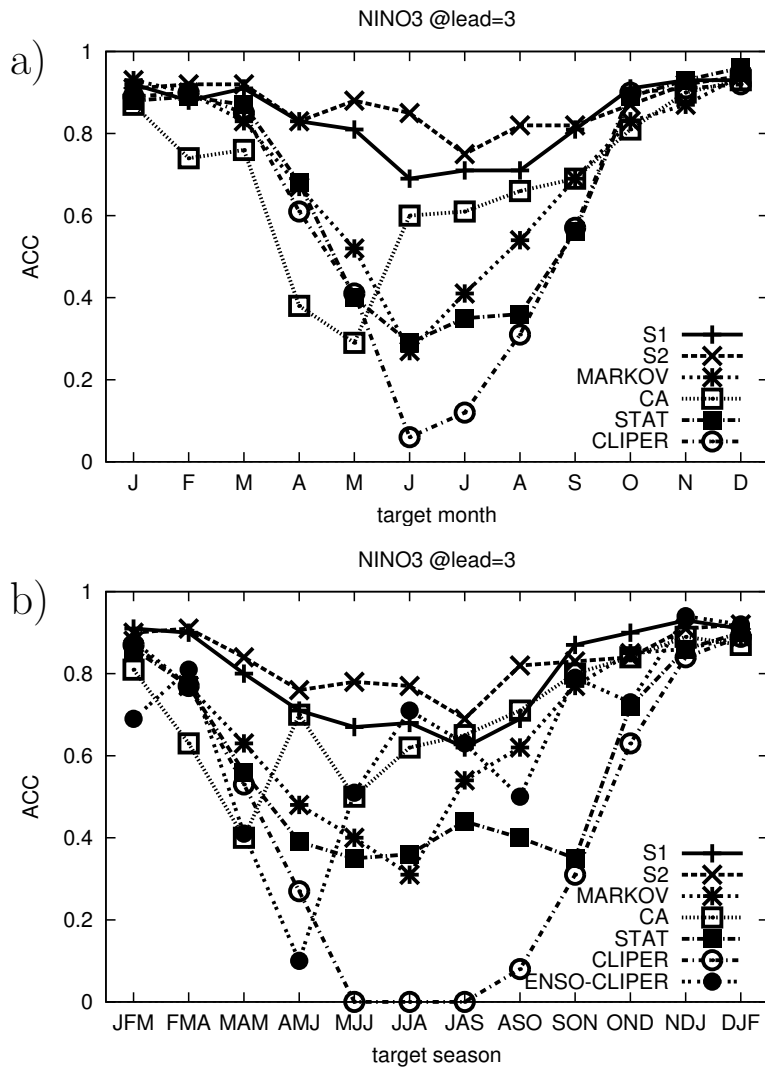 NINO3 @lead=3
a)
1
0.8
0.6
0.4
0.2
0
ACC
S1
S2
MARKOV
CA
STAT
CLIPER
J F M A M J J A S O N D
target month
NINO3 @lead=3
b)
1
0.8
0.6
0.4
0.2
0
ACC
S1
S2
MARKOV
CA
STAT
CLIPER
ENSO-CLIPER
JFM FMA MAM AMJ MJJ JJA JAS ASO SON OND NDJ DJF
target season